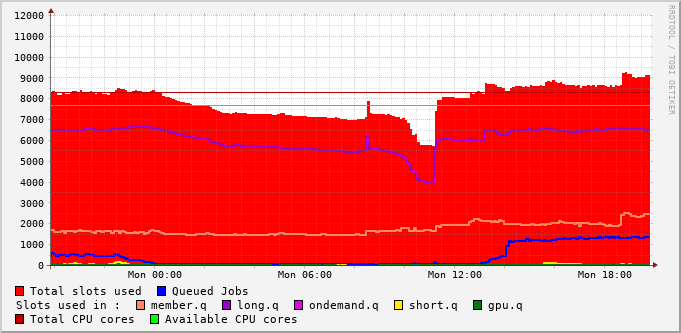 12000
11000
10000
9000
8000
7000
6000
5000
4000
3000
2000
1000
0
Mon 00:00 Mon 06:00 Mon 12:00 Mon 18:00
Total slots used Queued Jobs
Slots used in : member.q long.q ondemand.q short.q gpu.q
Total CPU cores Available CPU cores
RRDTOOL / TOBI OETIKER